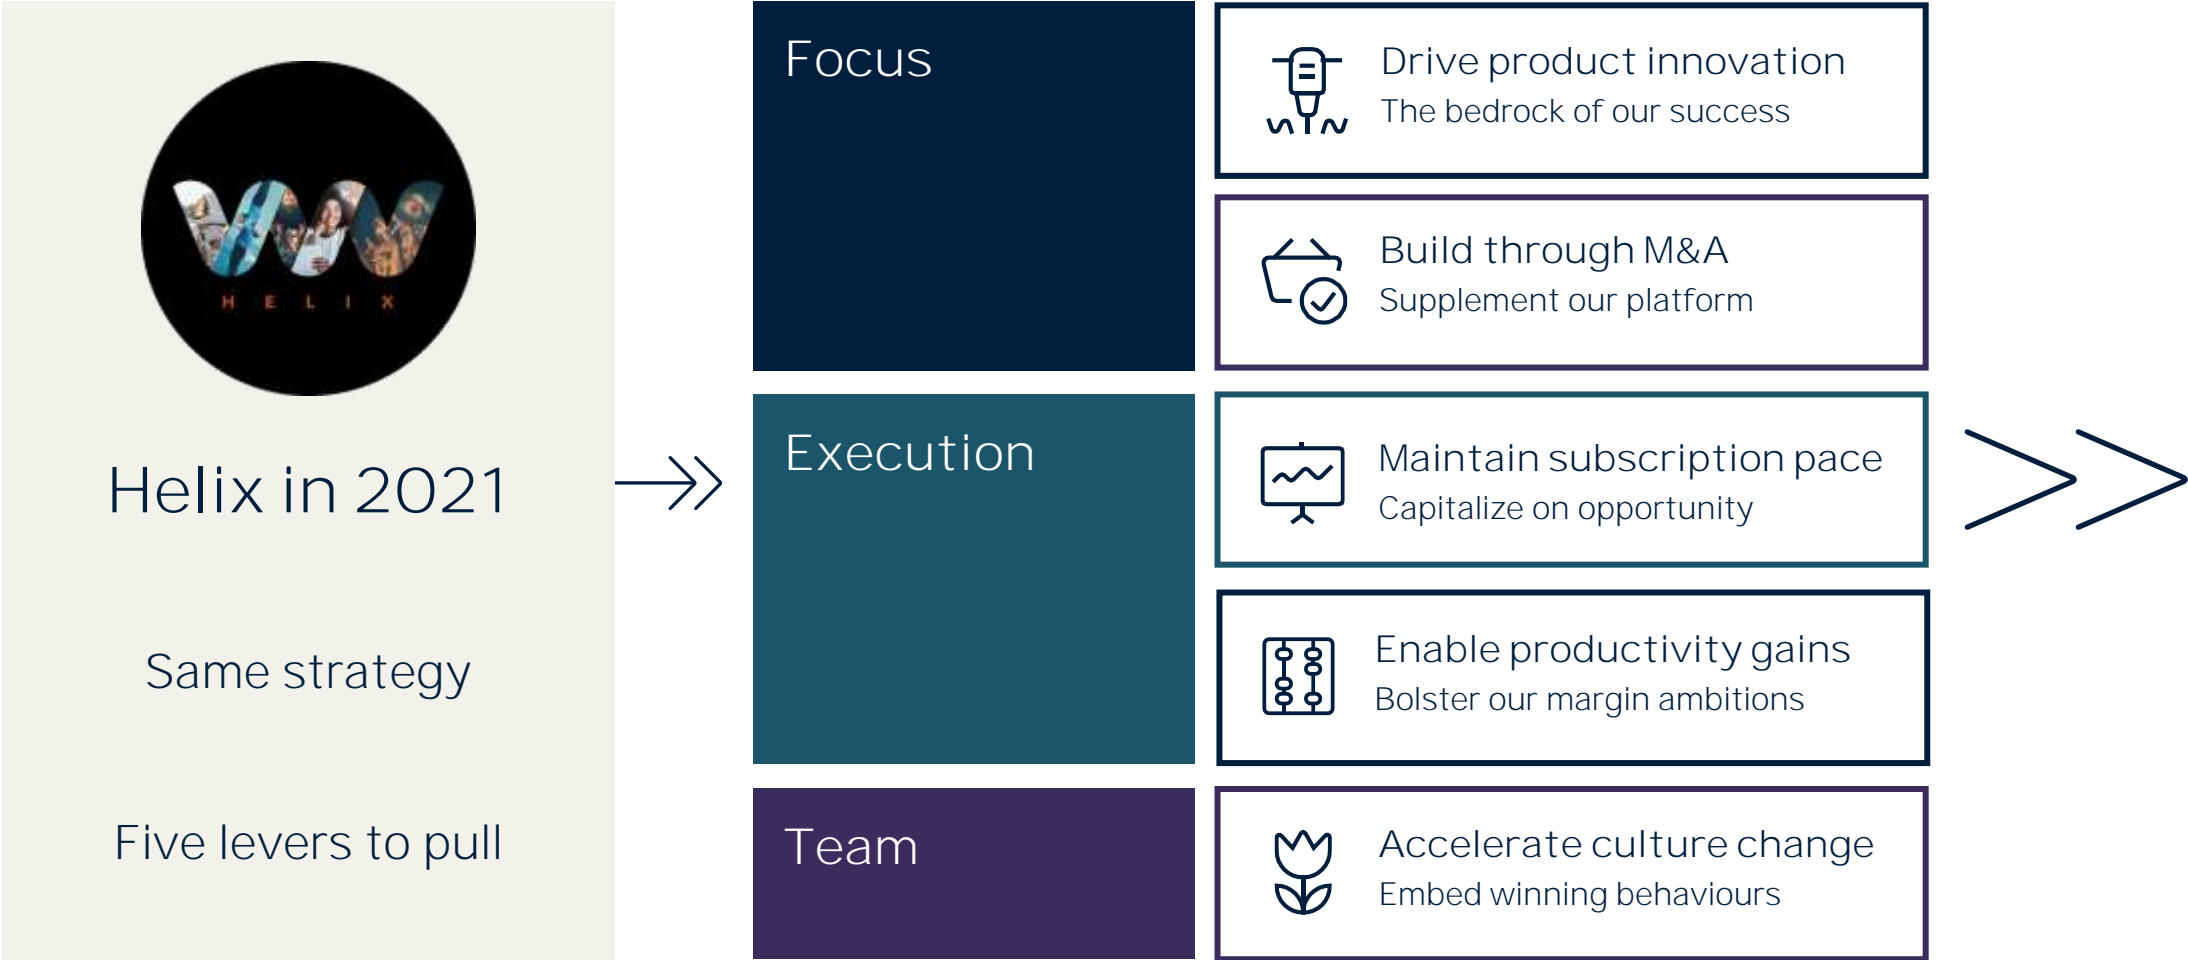 HELIX
Helix in 2021
Same strategy
Five levers to pull
Focus
Drive product innovation
The bedrock of our success
Build through M&A
Supplement our platform
Execution
Maintain subscription pace
Capitalize on opportunity
Enable productivity gains
Bolster our margin ambitions
Team
Accelerate culture change
Embed winning behaviours